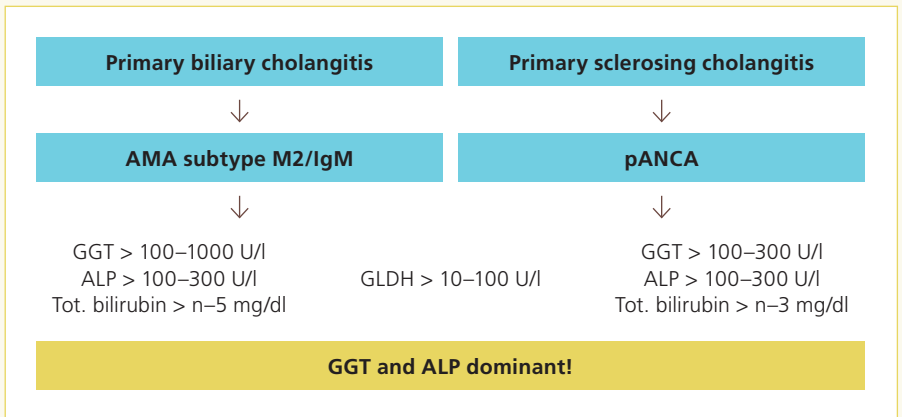 Primary biliary cholangitis
Primary sclerosing cholangitis
AMA subtype M2/IgM
pANCA
GGT > 100–1000 U/l
ALP > 100–300 U/l
Tot. bilirubin > n–5 mg/dl
GLDH > 10–100 U/l
GGT > 100–300 U/l
ALP > 100–300 U/l
Tot. bilirubin > n–3 mg/dl
GGT and ALP dominant!